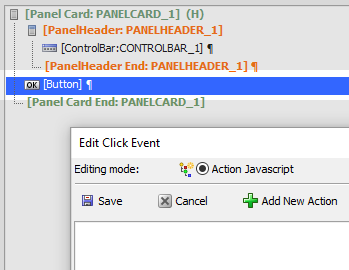 [Panel Card: PANELCARD_1] (H)
[PanelHeader: PANELHEADER_1] ¶
[ControlBar:CONTROLBAR_1] ¶
[PanelHeader End: PANELHEADER_1] ¶
OK [Button] ¶
[Panel Card End: PANELCARD_1]
Edit Click Event
Editing mode: Action Javascript
Save Cancel Add New Action